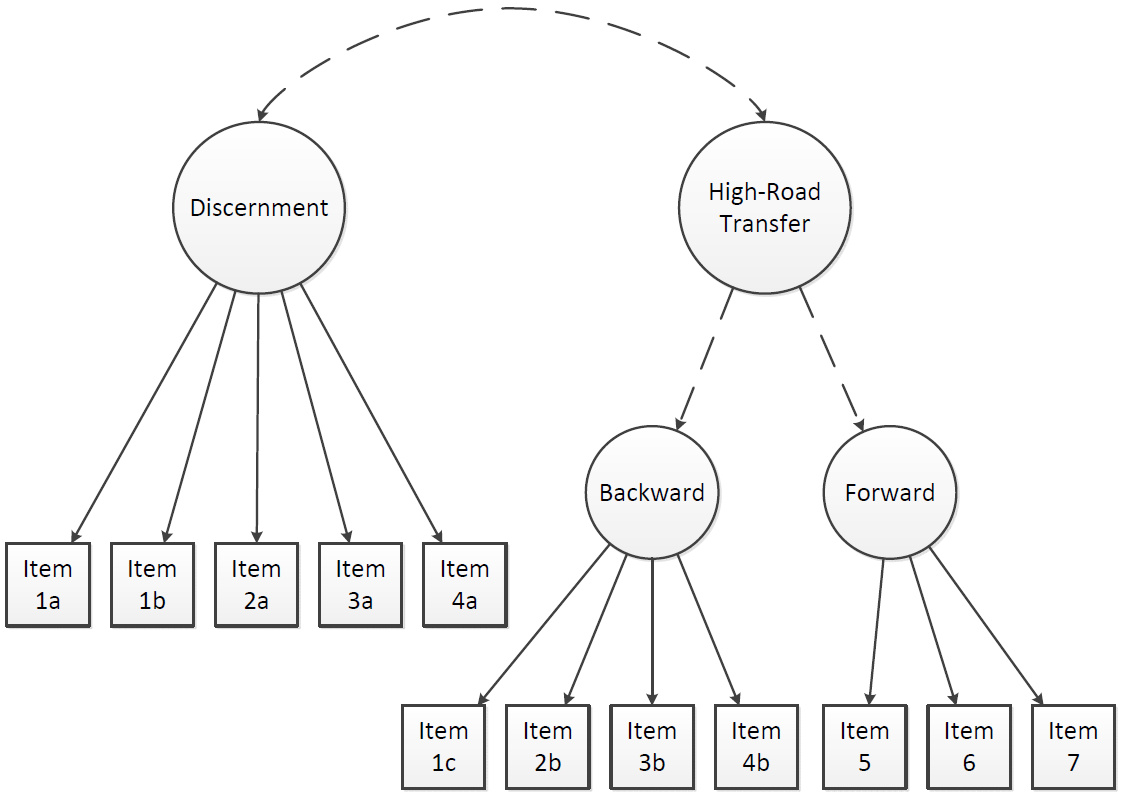 Discernment
High-Road
Transfer
Backward
Forward
Item
1a
Item
1b
Item
2a
Item
3a
Item
4a
Item
1c
Item
2b
Item
3b
Item
4b
Item
5
Item
6
Item
7